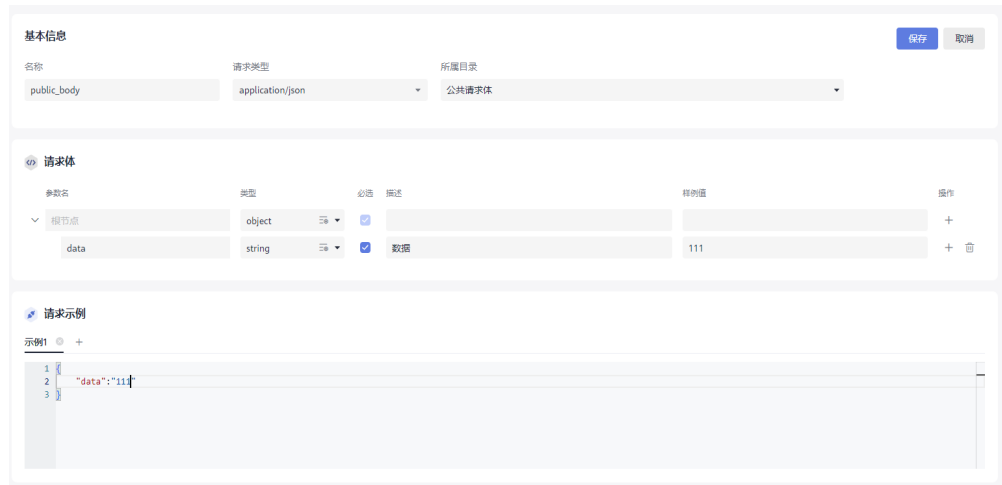 基本信息
保存 取消
名称 请求类型 所属目录
public_body application/json 公共请求体
请求体
参数名 类型 必选 描述 样例值 操作
根节点 object
data string 数据 111
请求示例
示例1
1 {
2 "data":"111"
3 }